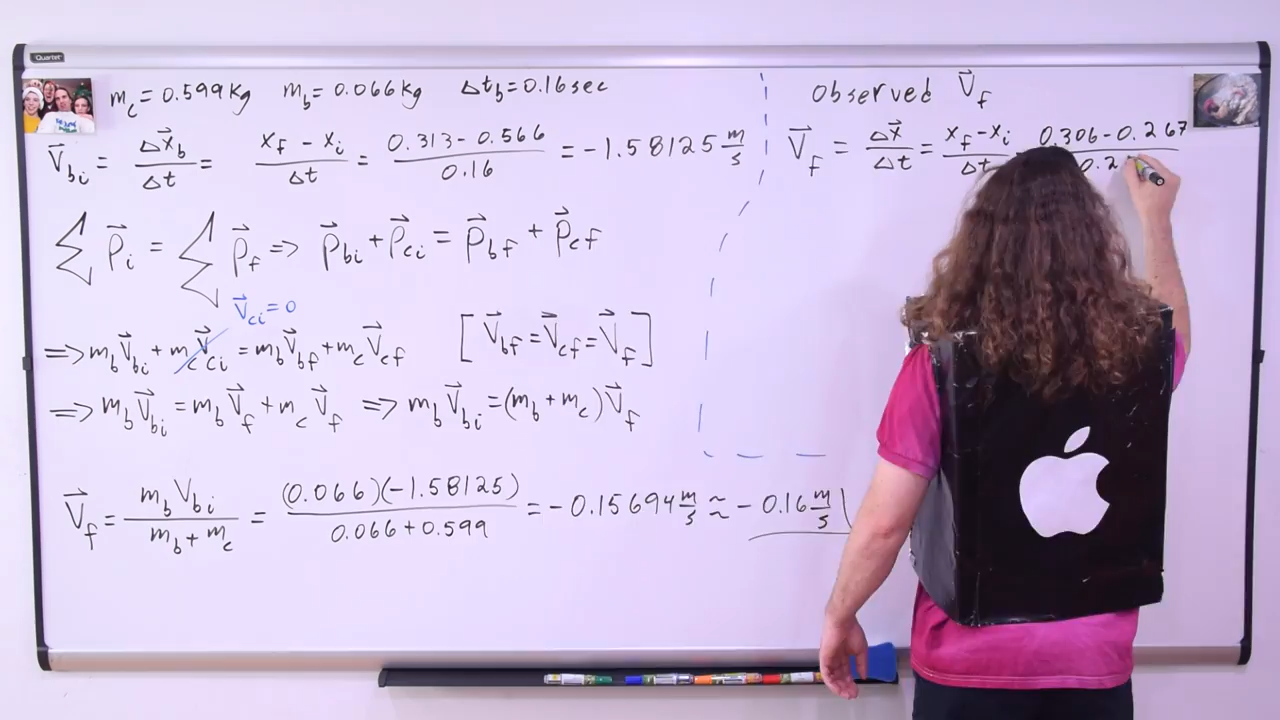 Quartet
m_c = 0.599 kg m_b = 0.066 kg Δt_b = 0.16 sec
V⃗_bi = Δx⃗_b / Δt = (x_f - x_i) / Δt = (0.313 - 0.566) / 0.16 = -1.58125 m/s
∑ p⃗_i = ∑ p⃗_f => p⃗_bi + p⃗_ci = p⃗_bf + p⃗_cf
V⃗_ci = 0
=> m_b V⃗_bi + m_c V⃗_ci = m_b V⃗_bf + m_c V⃗_cf [V⃗_bf = V⃗_cf = V⃗_f]
=> m_b V⃗_bi = m_b V⃗_f + m_c V⃗_f => m_b V⃗_bi = (m_b + m_c) V⃗_f
V⃗_f = m_b V_bi / (m_b + m_c) = (0.066)(-1.58125) / (0.066 + 0.599) = -0.15694 m/s ≈ -0.16 m/s
Observed V⃗_f
V⃗_f = Δx⃗ / Δt = (x_f - x_i) / Δt (0.306 - 0.267) / 0.2